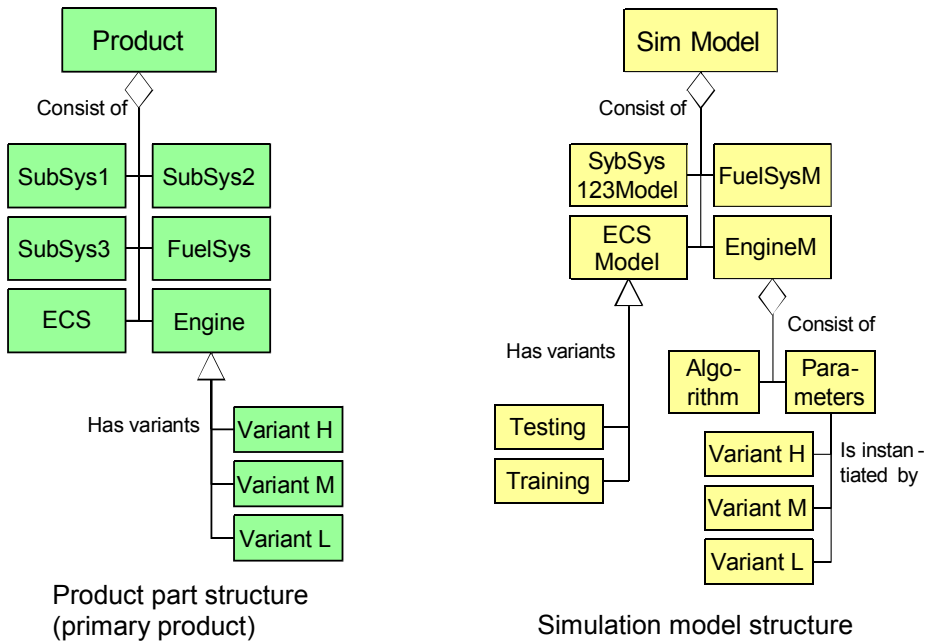 Product
Consist of
SubSys1
SubSys2
SubSys3
FuelSys
ECS
Engine
Has variants
Variant H
Variant M
Variant L
Product part structure
(primary product)
Sim Model
Consist of
SybSys
123Model
FuelSysM
ECS
Model
EngineM
Has variants
Testing
Training
Consist of
Algo-
rithm
Para-
meters
Is instan-
tiated by
Variant H
Variant M
Variant L
Simulation model structure